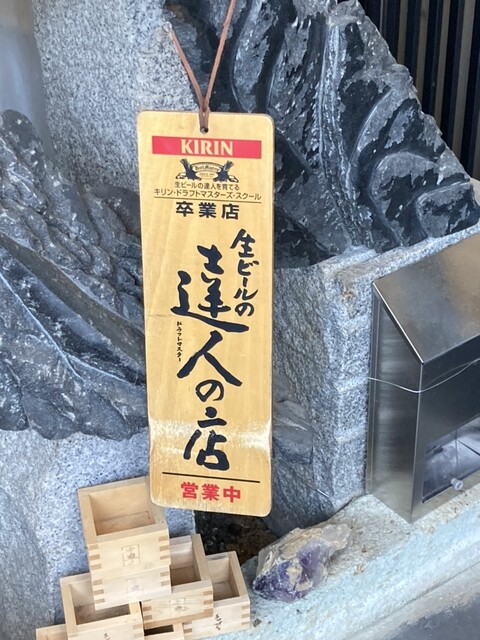 KIRIN
生ビールの達人を育てる
キリン・ドラフトマスターズ・スクール
卒業店
生ビールの
達人の店
ドラフトマスター
営業中